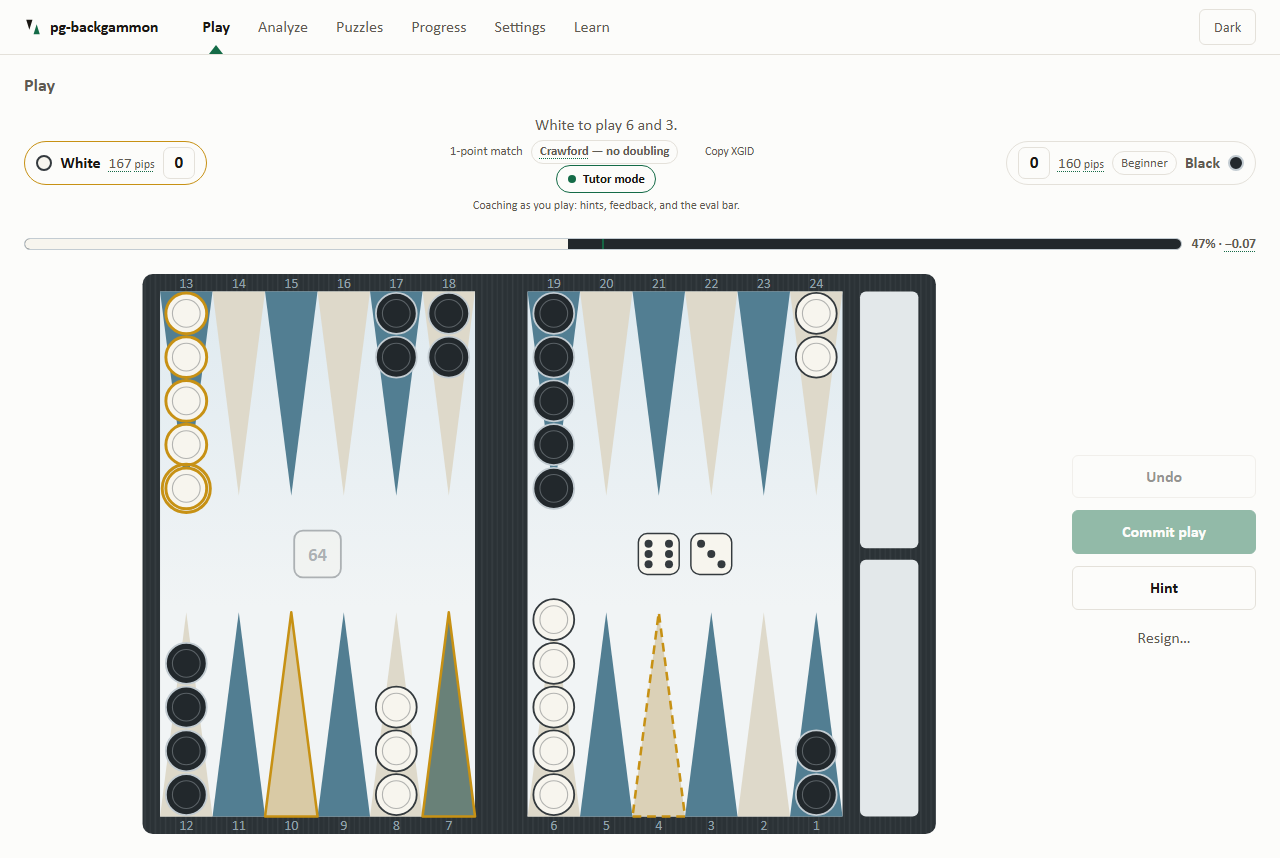 pg-backgammon Play Analyze Puzzles Progress Settings Learn Dark
Play
White to play 6 and 3.
White 167 pips 0
1-point match Crawford — no doubling Copy XGID
Tutor mode
Coaching as you play: hints, feedback, and the eval bar.
0 160 pips Beginner Black
47% · −0.07
13 14 15 16 17 18 19 20 21 22 23 24
64
Undo
Commit play
Hint
Resign...
12 11 10 9 8 7 6 5 4 3 2 1